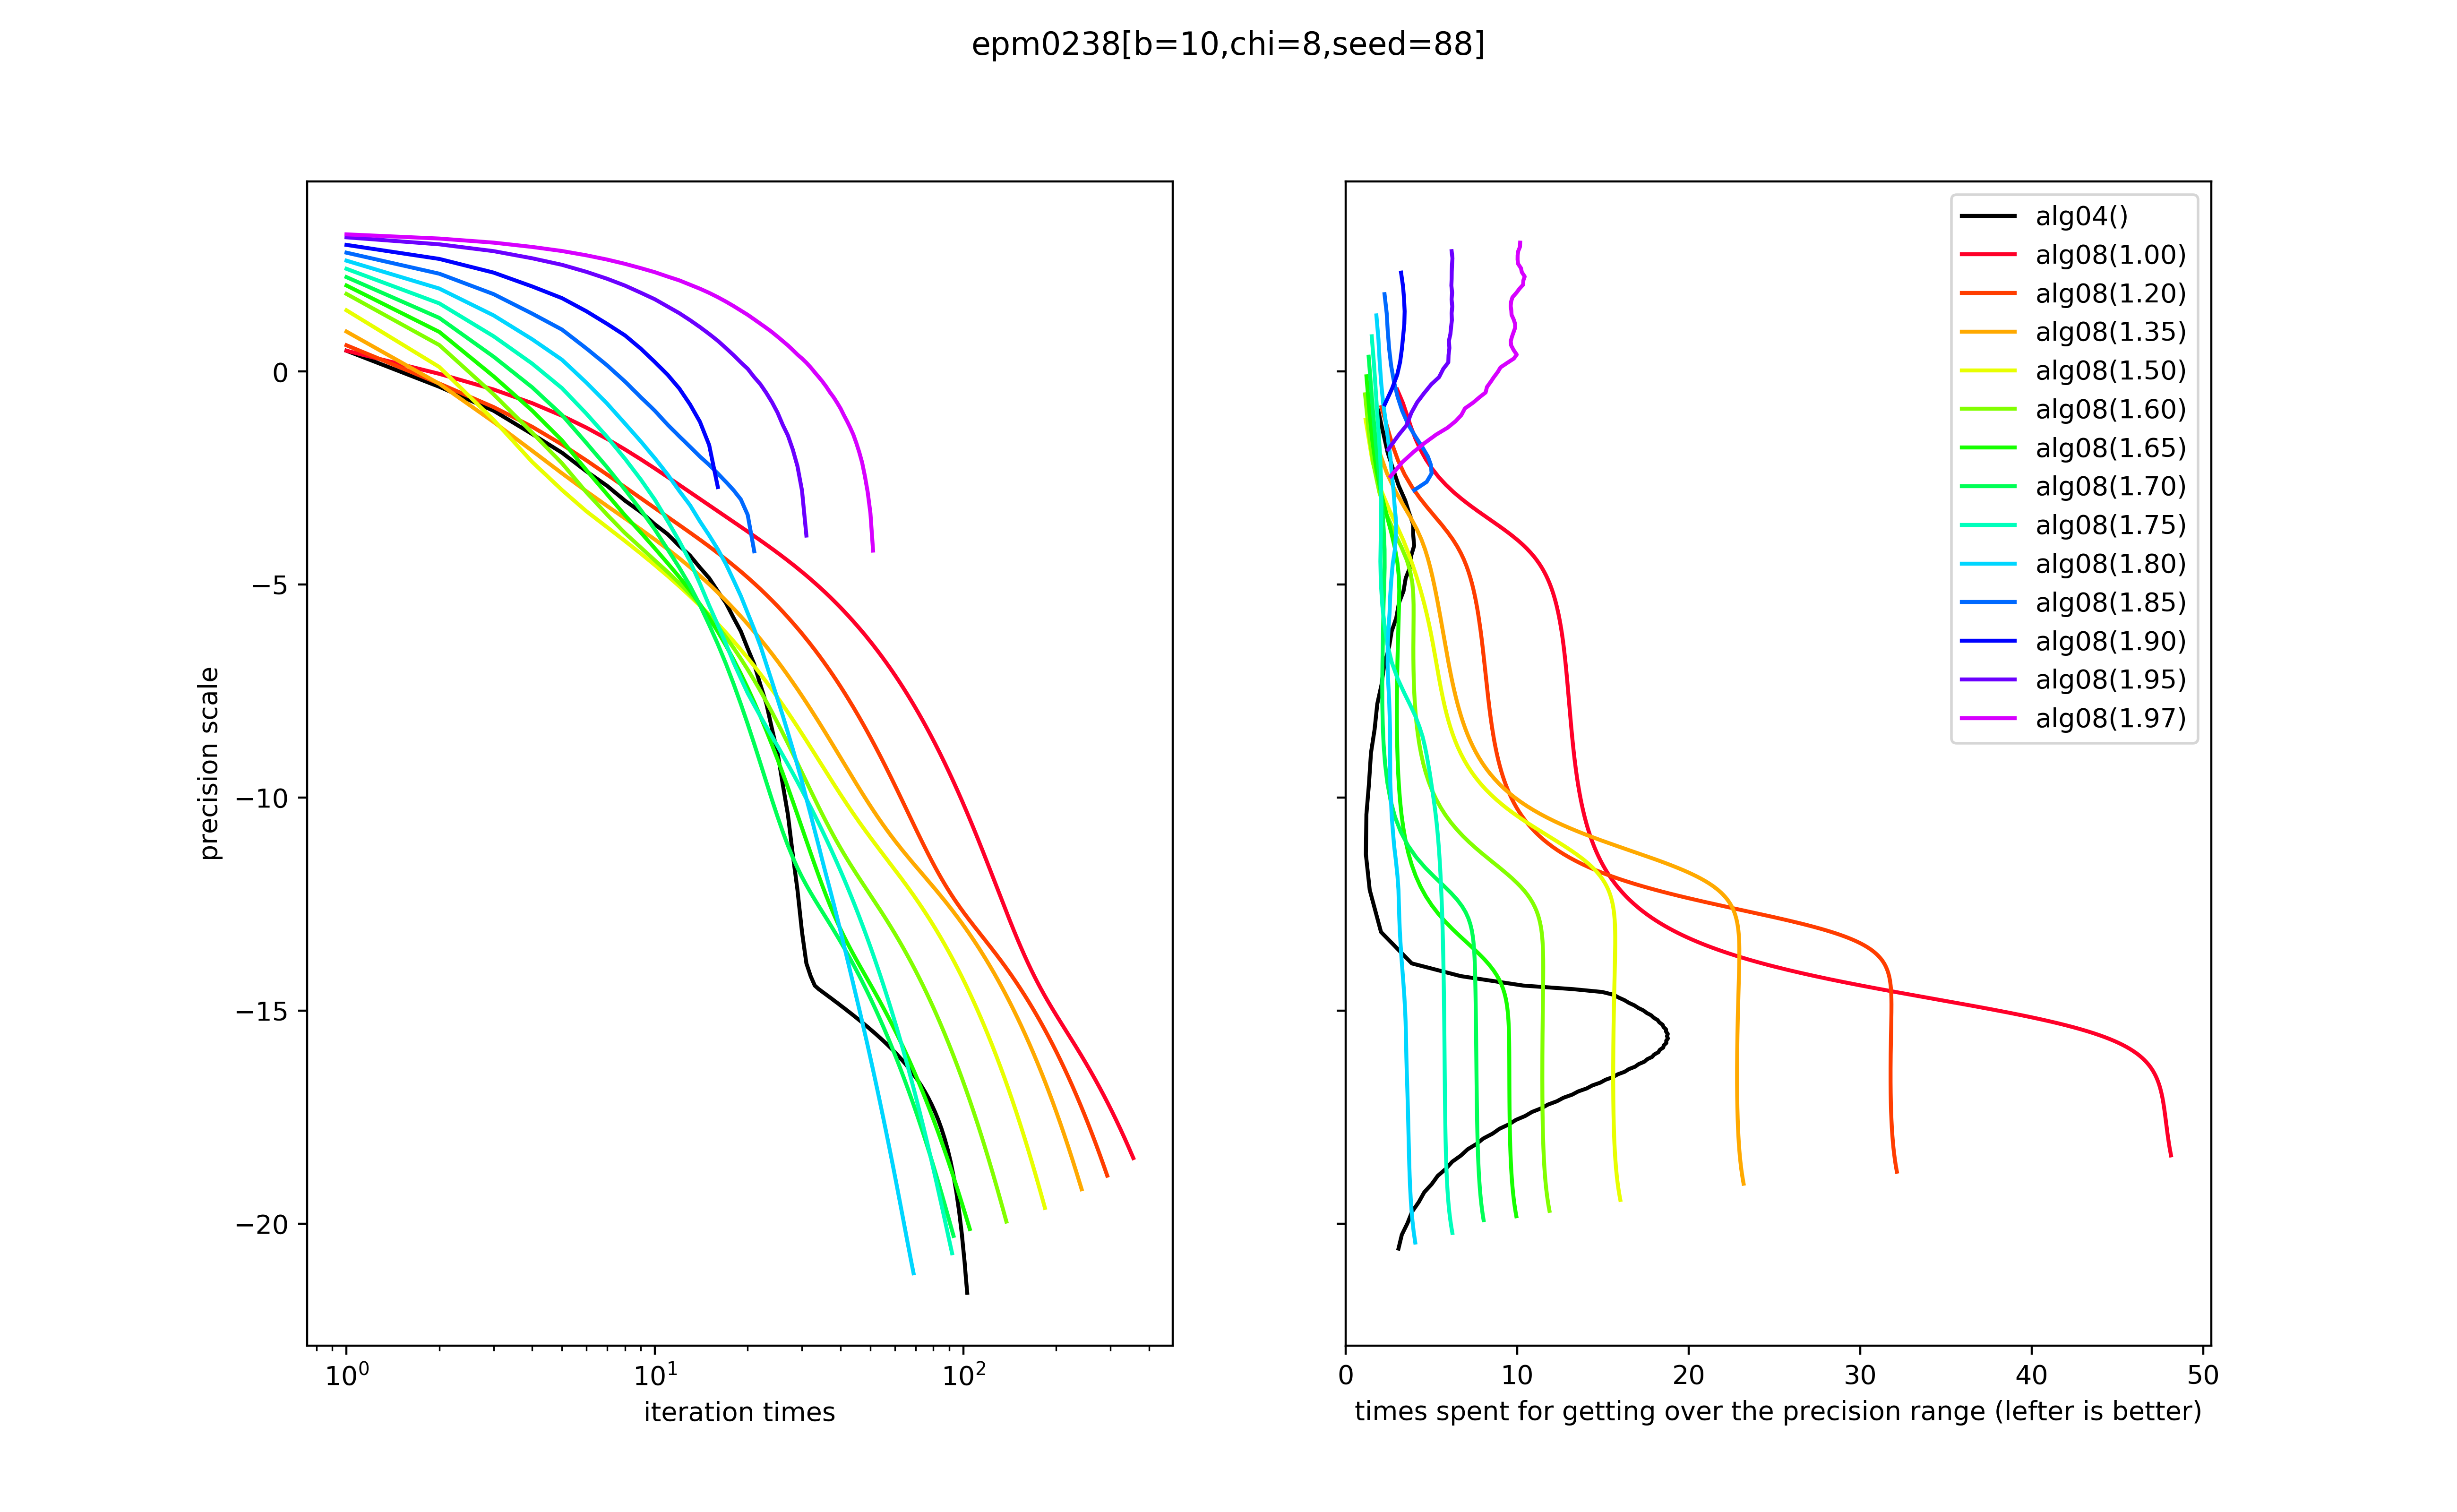 epm0238[b=10,chi=8,seed=88]
precision scale
0
−5
−10
−15
−20
10⁰
10¹
10²
iteration times
alg04()
alg08(1.00)
alg08(1.20)
alg08(1.35)
alg08(1.50)
alg08(1.60)
alg08(1.65)
alg08(1.70)
alg08(1.75)
alg08(1.80)
alg08(1.85)
alg08(1.90)
alg08(1.95)
alg08(1.97)
0
10
20
30
40
50
times spent for getting over the precision range (lefter is better)